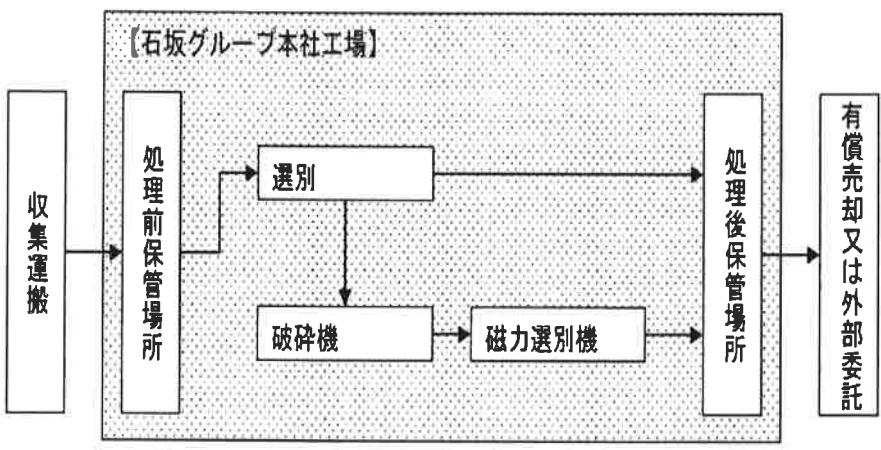 【石坂グループ本社工場】
収集運搬
処理前保管場所
選別
破砕機
磁力選別機
処理後保管場所
有償売却又は外部委託